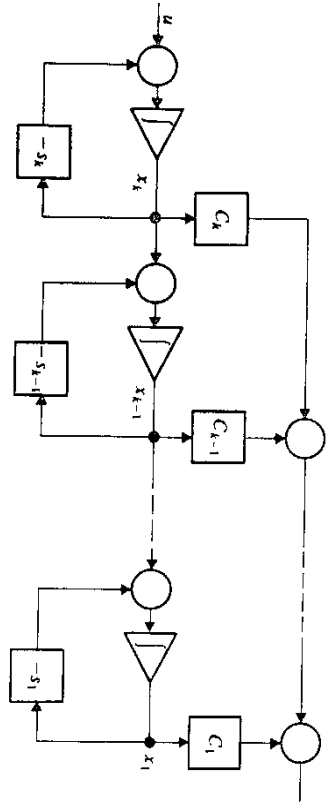 u
-s_k
∫
x_k
C_k
-s_{k-1}
∫
x_{k-1}
C_{k-1}
-s_1
∫
x_1
C_1